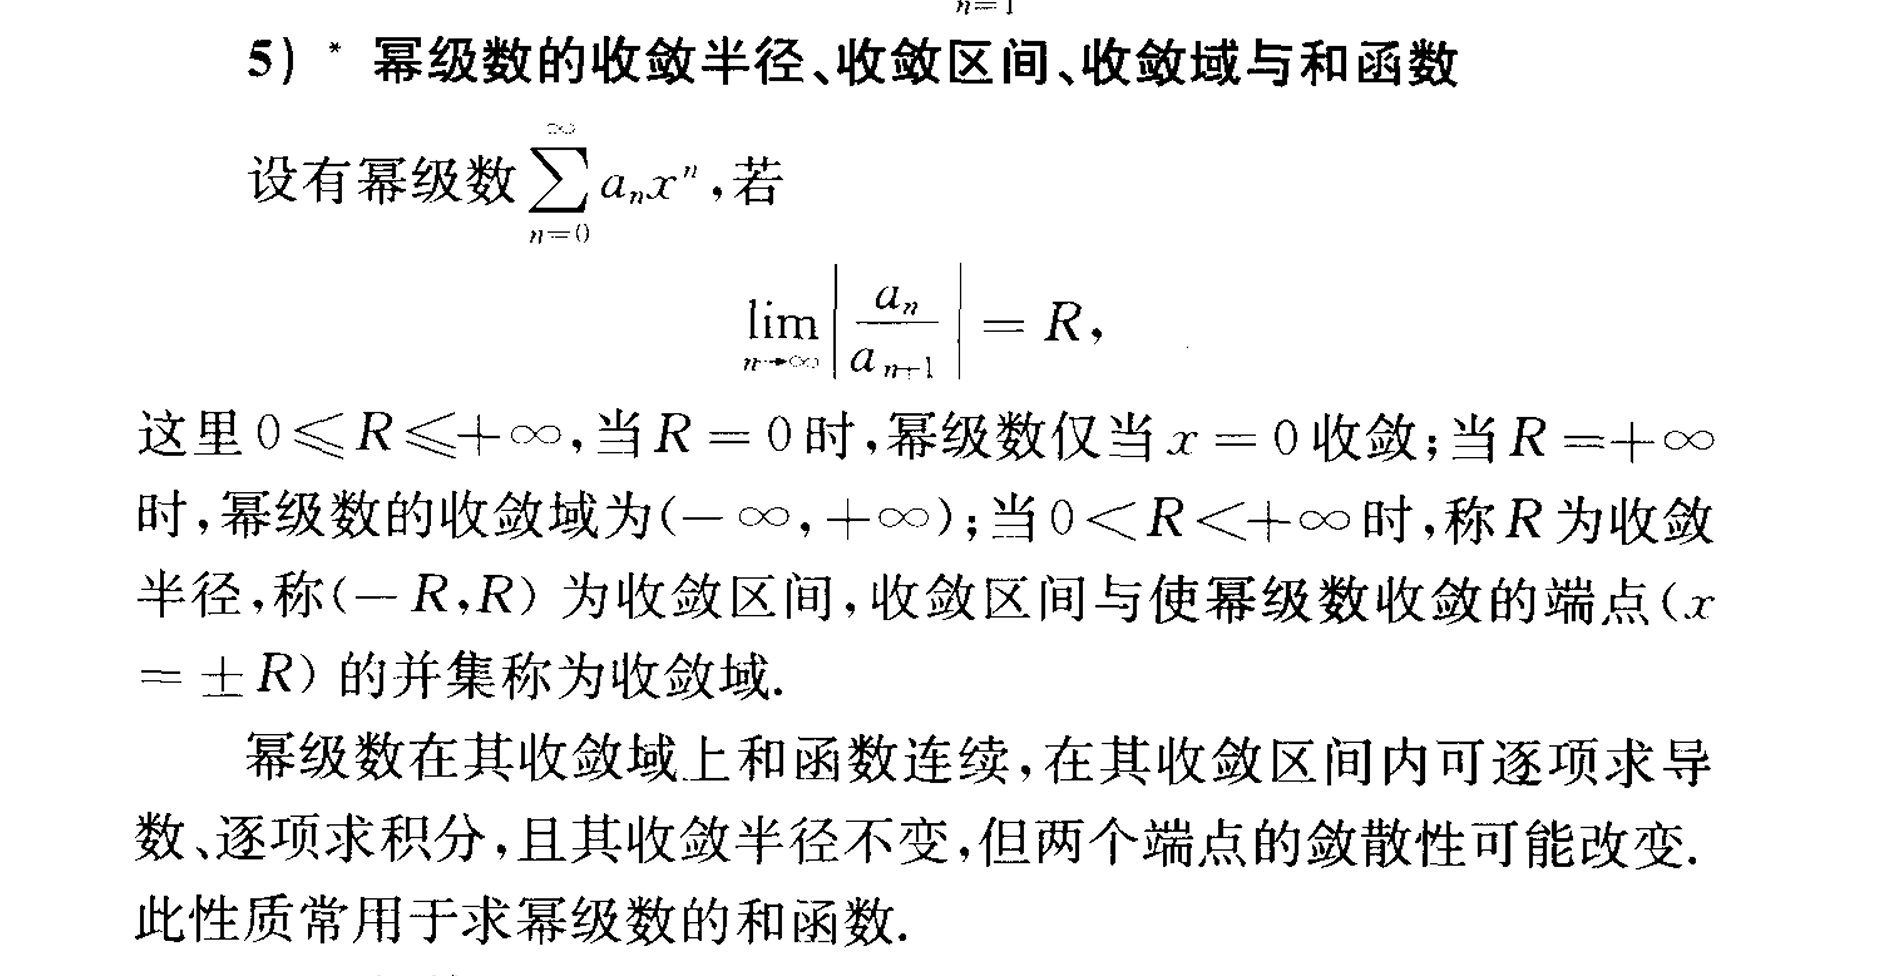 n=1
5) * 幂级数的收敛半径、收敛区间、收敛域与和函数
设有幂级数 $\sum_{n=0}^{\infty} a_n x^n$,若
$\lim_{n\to\infty} \left| \frac{a_n}{a_{n+1}} \right| = R$,
这里 0⩽R⩽+∞,当 R = 0 时,幂级数仅当 x = 0 收敛;当 R =+∞
时,幂级数的收敛域为(-∞, +∞);当 0<R<+∞时,称 R 为收敛
半径,称(- R,R) 为收敛区间,收敛区间与使幂级数收敛的端点(x
= ± R) 的并集称为收敛域.
幂级数在其收敛域上和函数连续,在其收敛区间内可逐项求导
数、逐项求积分,且其收敛半径不变,但两个端点的敛散性可能改变.
此性质常用于求幂级数的和函数.